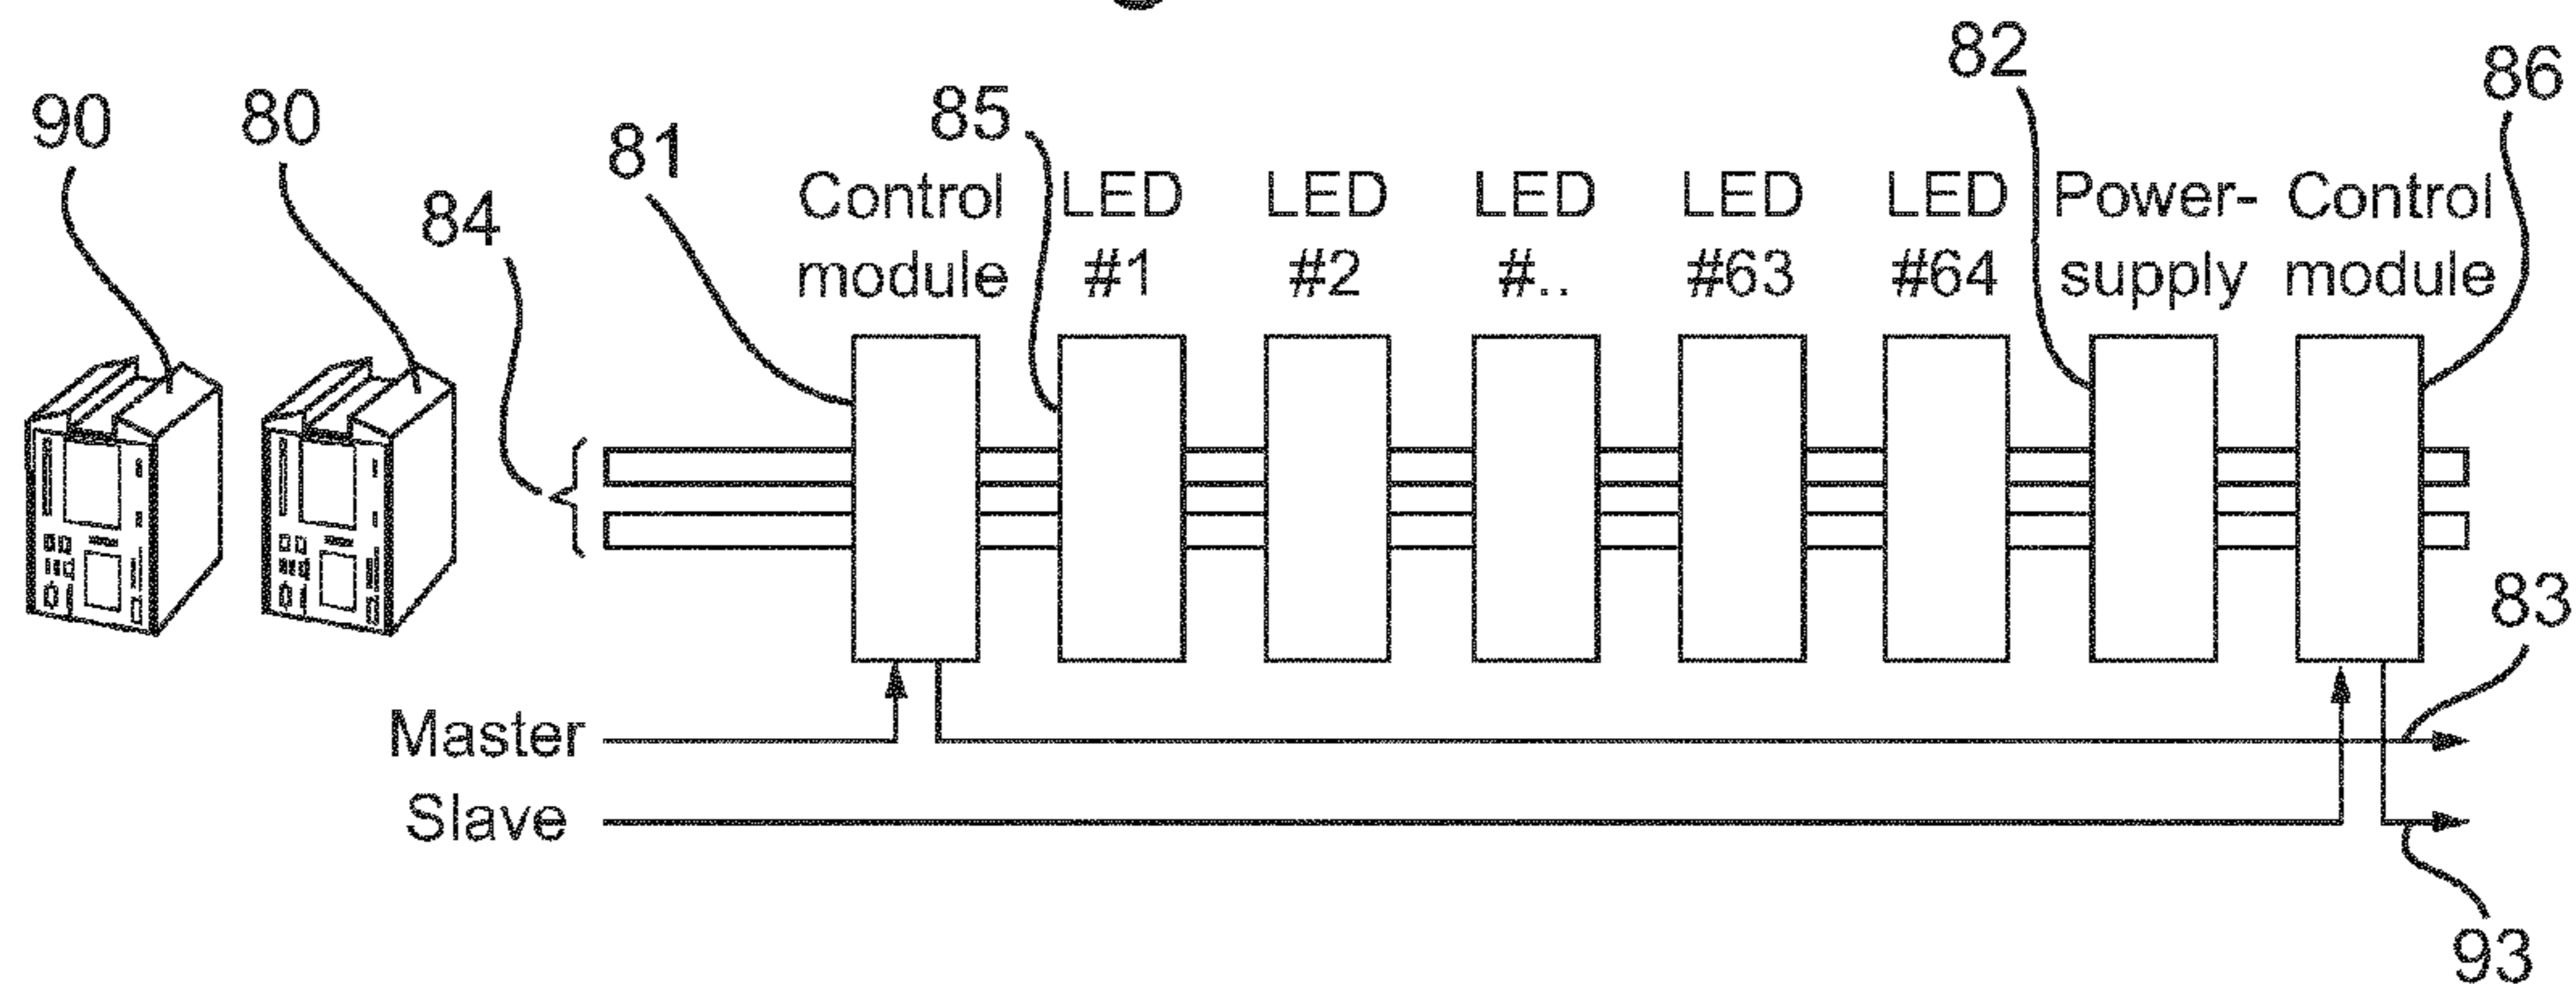 90
80
84
81
85
82
86
Control module
LED #1
LED #2
LED #..
LED #63
LED #64
Power-supply
Control module
Master
Slave
83
93